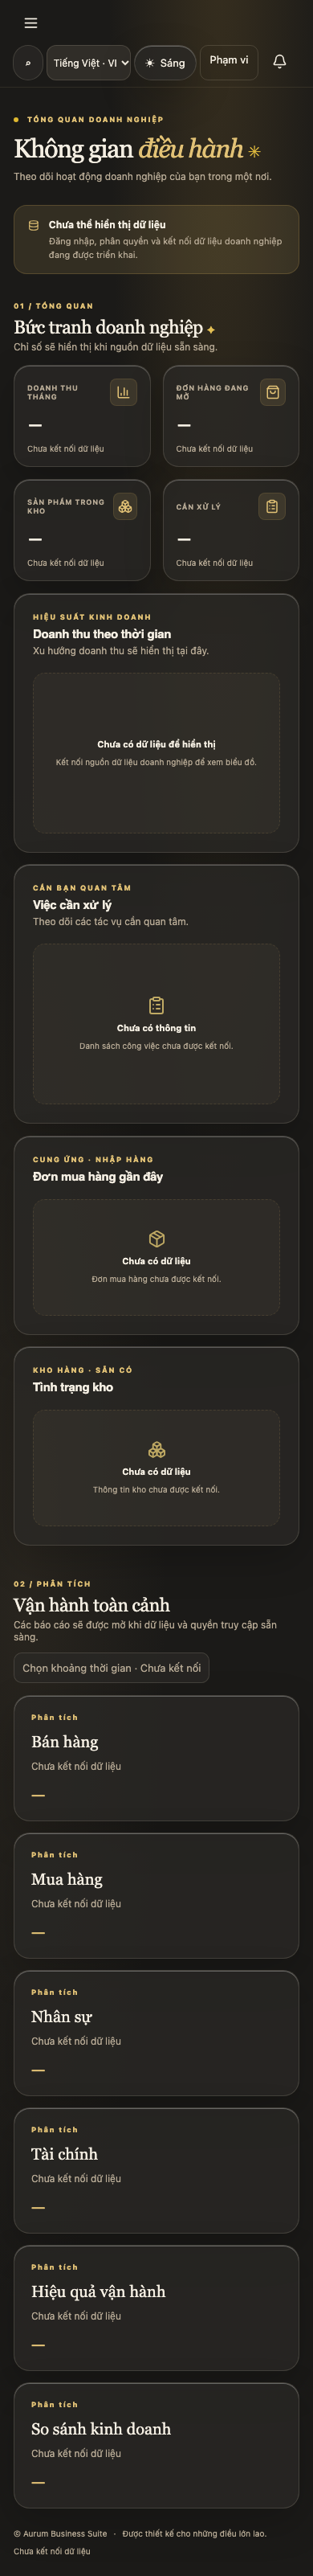 Tiếng Việt · VI
Sáng
Phạm vi
TỔNG QUAN DOANH NGHIỆP
Không gian điều hành
Theo dõi hoạt động doanh nghiệp của bạn trong một nơi.
Chưa thể hiển thị dữ liệu
Đăng nhập, phân quyền và kết nối dữ liệu doanh nghiệp
đang được triển khai.
01 / TỔNG QUAN
Bức tranh doanh nghiệp
Chỉ số sẽ hiển thị khi nguồn dữ liệu sẵn sàng.
DOANH THU
THÁNG
—
Chưa kết nối dữ liệu
ĐƠN HÀNG ĐANG
MỞ
—
Chưa kết nối dữ liệu
SẢN PHẨM TRONG
KHO
—
Chưa kết nối dữ liệu
CẦN XỬ LÝ
—
Chưa kết nối dữ liệu
HIỆU SUẤT KINH DOANH
Doanh thu theo thời gian
Xu hướng doanh thu sẽ hiển thị tại đây.
Chưa có dữ liệu để hiển thị
Kết nối nguồn dữ liệu doanh nghiệp để xem biểu đồ.
CẦN BẠN QUAN TÂM
Việc cần xử lý
Theo dõi các tác vụ cần quan tâm.
Chưa có thông tin
Danh sách công việc chưa được kết nối.
CUNG ỨNG · NHẬP HÀNG
Đơn mua hàng gần đây
Chưa có dữ liệu
Đơn mua hàng chưa được kết nối.
KHO HÀNG · SẴN CÓ
Tình trạng kho
Chưa có dữ liệu
Thông tin kho chưa được kết nối.
02 / PHÂN TÍCH
Vận hành toàn cảnh
Các báo cáo sẽ được mở khi dữ liệu và quyền truy cập sẵn
sàng.
Chọn khoảng thời gian · Chưa kết nối
Phân tích
Bán hàng
Chưa kết nối dữ liệu
—
Phân tích
Mua hàng
Chưa kết nối dữ liệu
—
Phân tích
Nhân sự
Chưa kết nối dữ liệu
—
Phân tích
Tài chính
Chưa kết nối dữ liệu
—
Phân tích
Hiệu quả vận hành
Chưa kết nối dữ liệu
—
Phân tích
So sánh kinh doanh
Chưa kết nối dữ liệu
—
© Aurum Business Suite · Được thiết kế cho những điều lớn lao.
Chưa kết nối dữ liệu